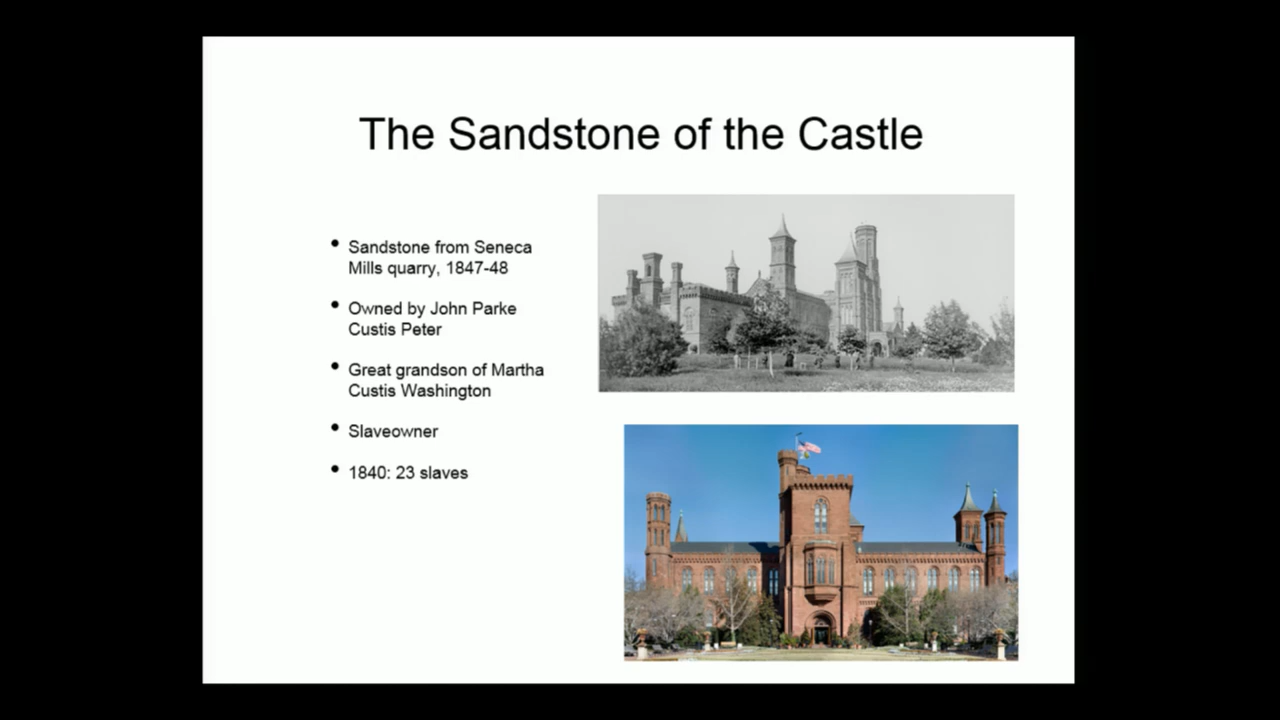 The Sandstone of the Castle
• Sandstone from Seneca
Mills quarry, 1847-48
• Owned by John Parke
Custis Peter
• Great grandson of Martha
Custis Washington
• Slaveowner
• 1840: 23 slaves